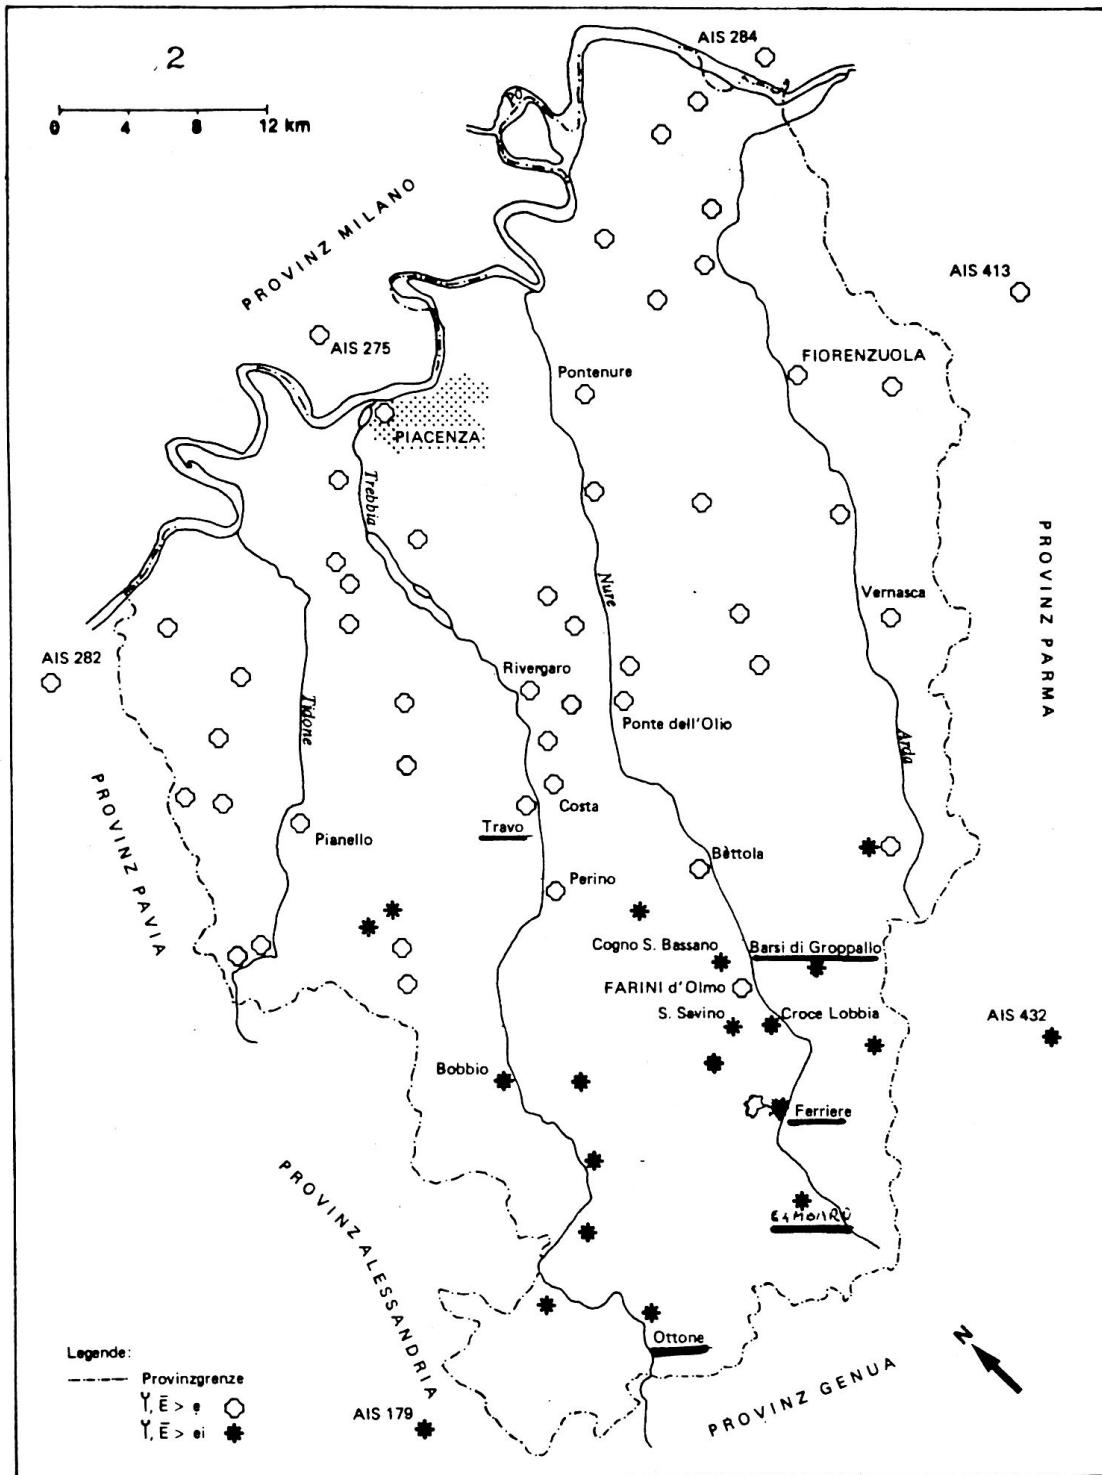 2
0 4 8 12 km
AIS 284
PROVINZ MILANO
AIS 413
AIS 275
FIORENZUOLA
Pontenure
PIACENZA
Trebbia
PROVINZ PARMA
Nure
Vernasca
AIS 282
Rivergaro
Tidone
Ponte dell'Olio
Arda
PROVINZ PAVIA
Costa
Travo
Pianello
Bèttola
Perino
Cogno S. Bassano
Barsi di Groppallo
FARINI d'Olmo
S. Savino
Croce Lobbia
AIS 432
Bobbio
Ferriere
PROVINZ ALESSANDRIA
Ottone
N
Legende:
Provinzgrenze
Ĭ, Ē > ẹ
Ĭ, Ē > ei
AIS 179
PROVINZ GENUA